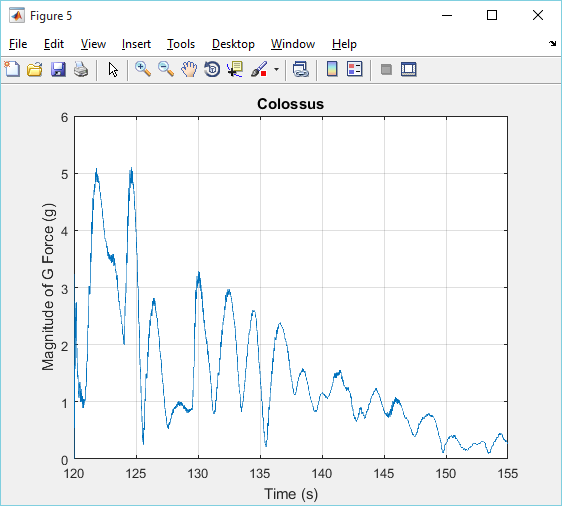 Figure 5
File Edit View Insert Tools Desktop Window Help
Colossus
6
5
4
3
2
1
0
Magnitude of G Force (g)
120 125 130 135 140 145 150 155
Time (s)